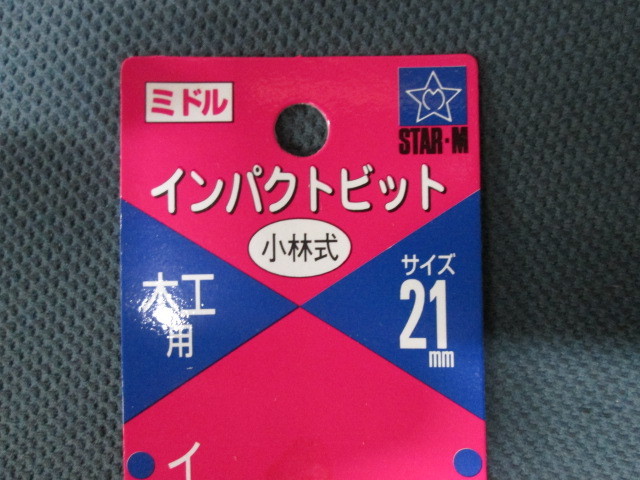 ミドル
STAR·M
インパクトビット
小林式
大工
用
サイズ
21
mm
イ